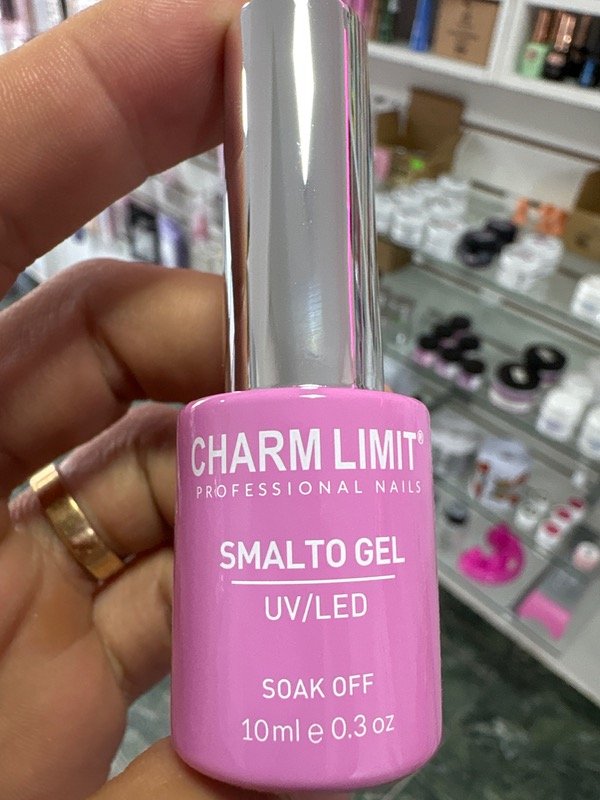 CHARM LIMIT®
PROFESSIONAL NAILS
SMALTO GEL
UV/LED
SOAK OFF
10ml e 0.3 oz